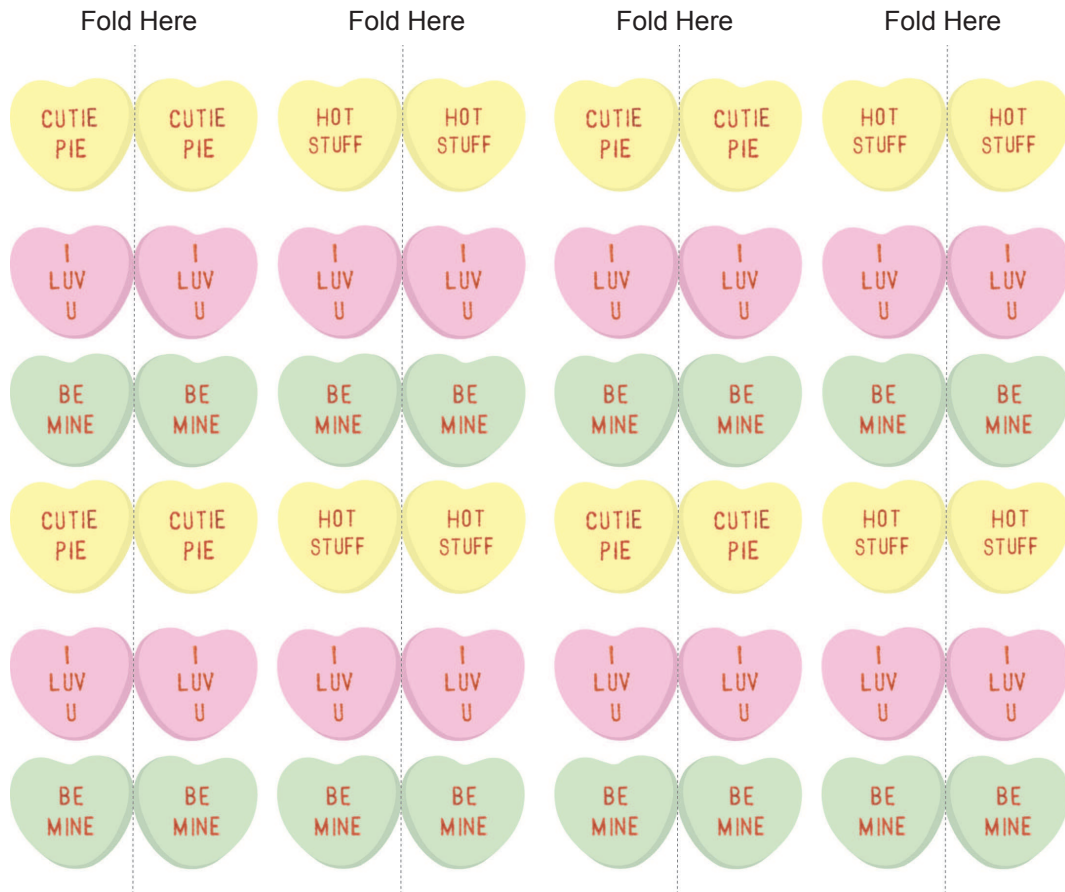 Fold Here Fold Here Fold Here Fold Here
CUTIE CUTIE HOT HOT CUTIE CUTIE HOT HOT
PIE PIE STUFF STUFF PIE PIE STUFF STUFF
I I I I I I I I
LUV LUV LUV LUV LUV LUV LUV LUV
U U U U U U U U
BE BE BE BE BE BE BE BE
MINE MINE MINE MINE MINE MINE MINE MINE
CUTIE CUTIE HOT HOT CUTIE CUTIE HOT HOT
PIE PIE STUFF STUFF PIE PIE STUFF STUFF
I I I I I I I I
LUV LUV LUV LUV LUV LUV LUV LUV
U U U U U U U U
BE BE BE BE BE BE BE BE
MINE MINE MINE MINE MINE MINE MINE MINE